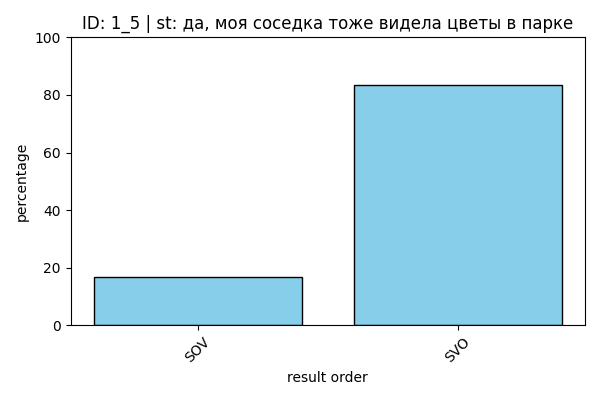 ID: 1_5 | st: да, моя соседка тоже видела цветы в парке
100
80
60
40
20
0
percentage
SOV
SVO
result order